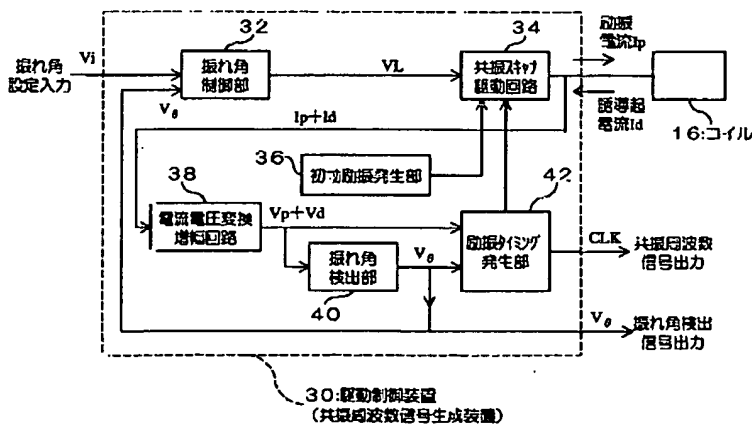 32
34
励振
電流Ip
振れ角
設定入力
Vi
振れ角
制御部
VL
共振スキャナ
駆動回路
Vθ
Ip+Id
誘導起
電流Id
16:コイル
36
初動励振発生部
38
42
電流電圧変換
増幅回路
Vp+Vd
励振タイミング
発生部
CLK
共振周波数
信号出力
振れ角
検出部
Vθ
40
Vθ
振れ角検出
信号出力
30:駆動制御装置
(共振周波数信号生成装置)